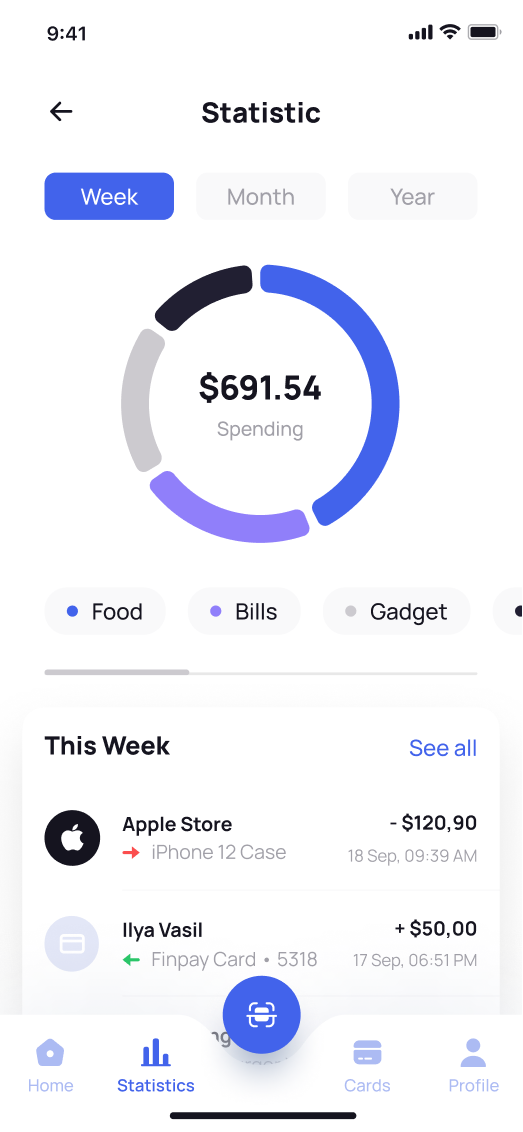 9:41
Statistic
Week Month Year
$691.54
Spending
Food Bills Gadget
This Week See all
Apple Store - $120,90
iPhone 12 Case 18 Sep, 09:39 AM
Ilya Vasil + $50,00
Finpay Card • 5318 17 Sep, 06:51 PM
Home Statistics Cards Profile